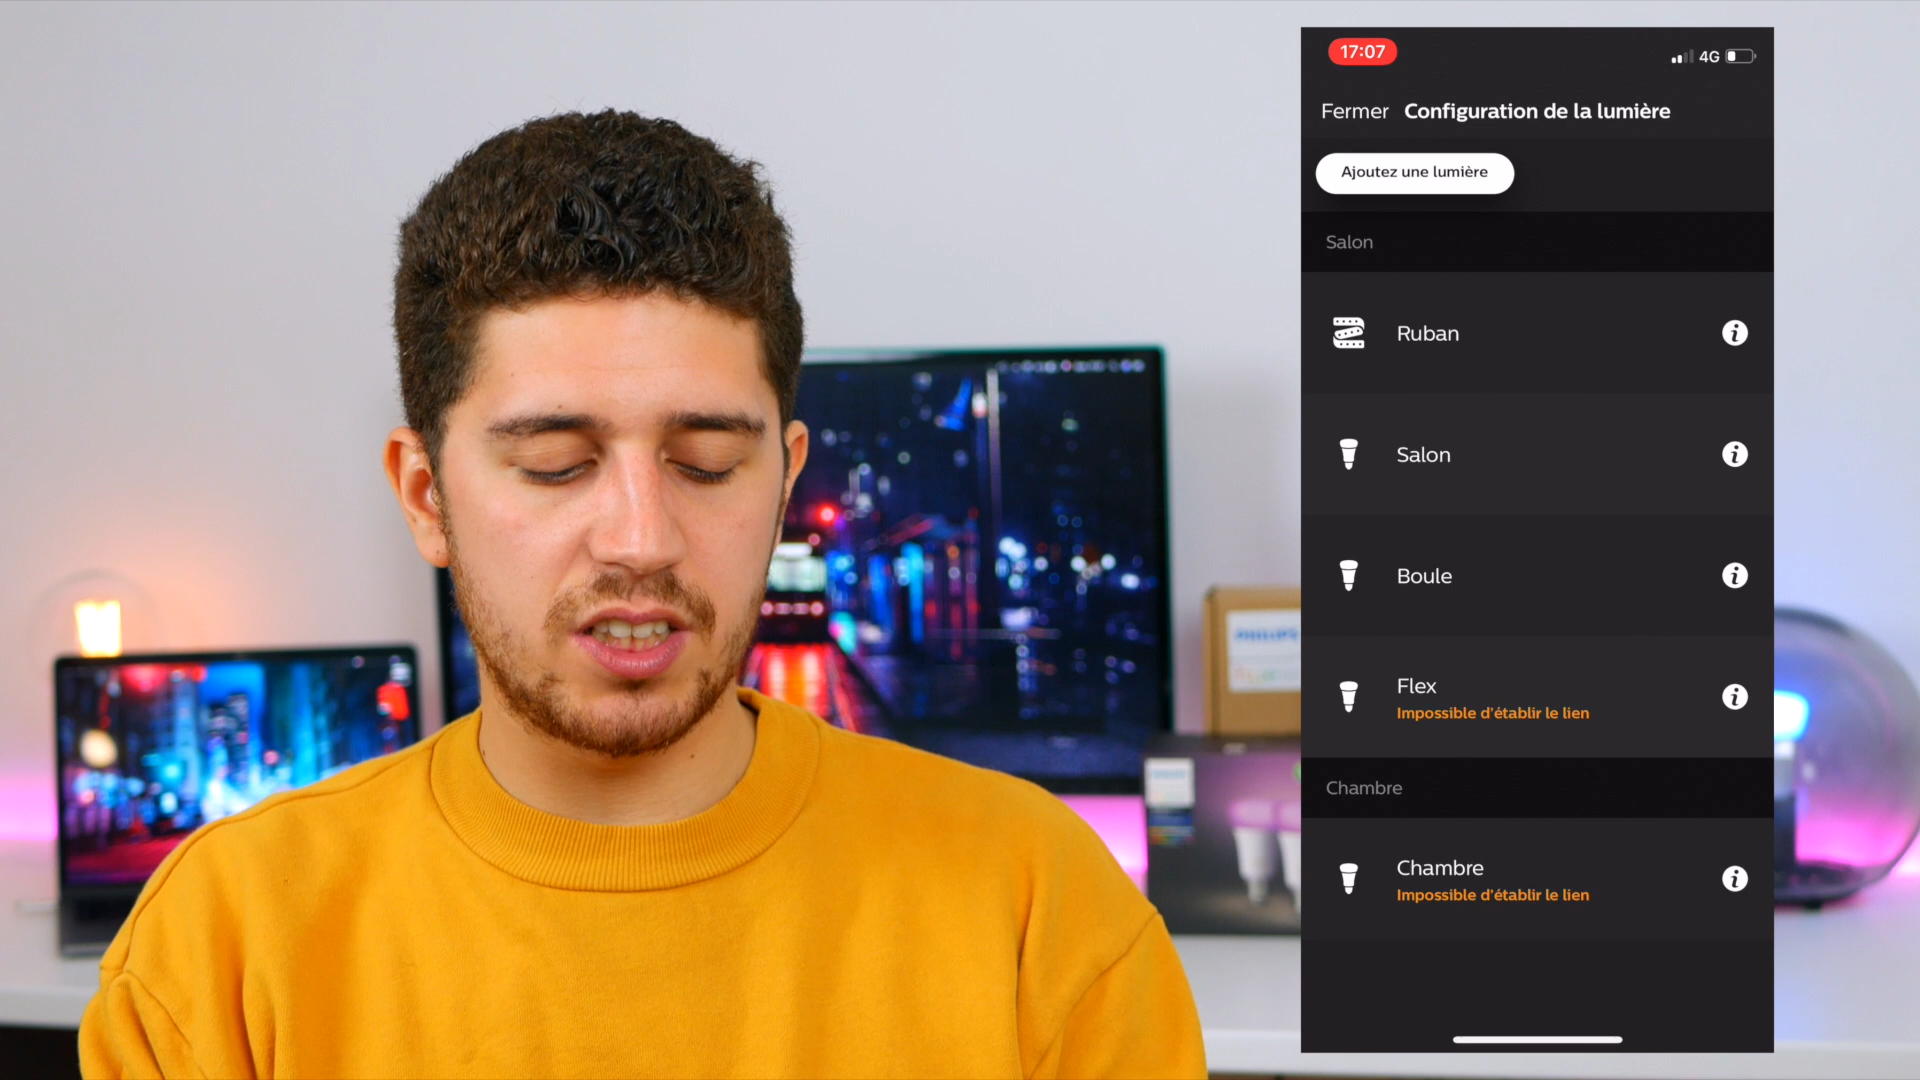 17:07
4G
Fermer Configuration de la lumière
Ajoutez une lumière
Salon
Ruban
Salon
Boule
Flex
Impossible d'établir le lien
Chambre
Chambre
Impossible d'établir le lien
PHILIPS